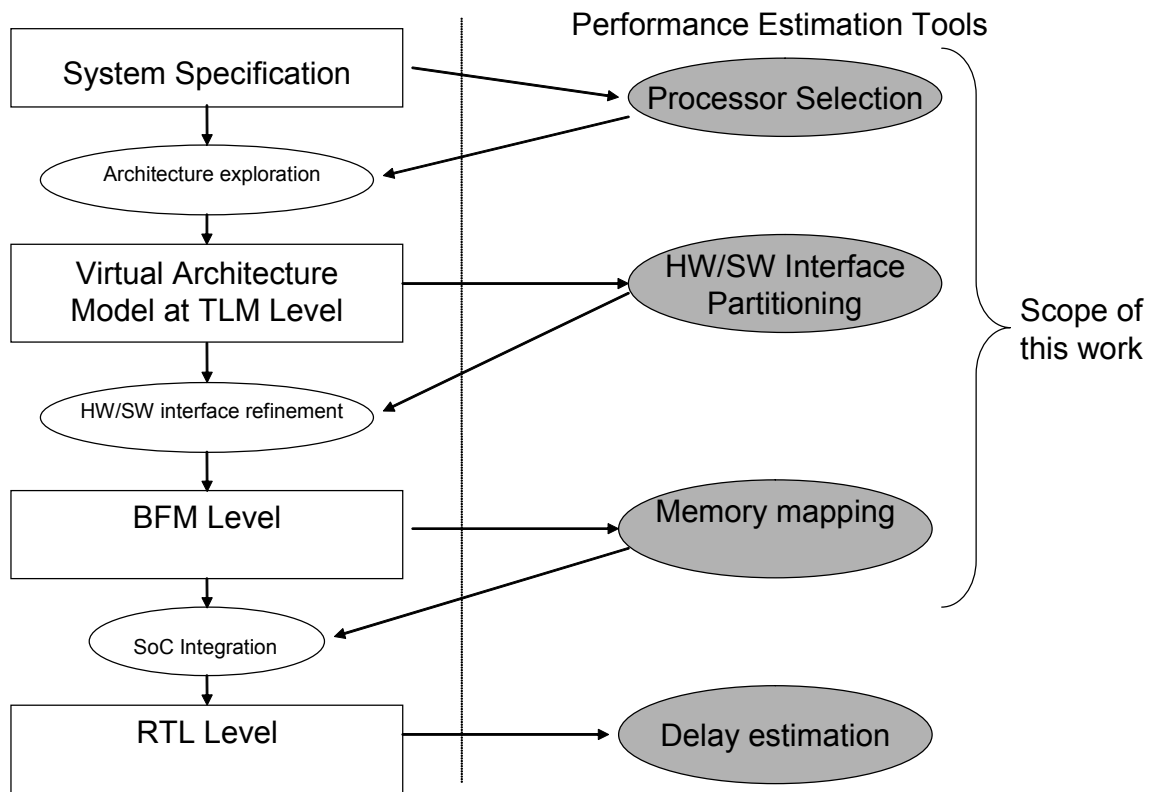 Performance Estimation Tools
System Specification
Processor Selection
Architecture exploration
Virtual Architecture
Model at TLM Level
HW/SW Interface
Partitioning
Scope of
this work
HW/SW interface refinement
BFM Level
Memory mapping
SoC Integration
RTL Level
Delay estimation